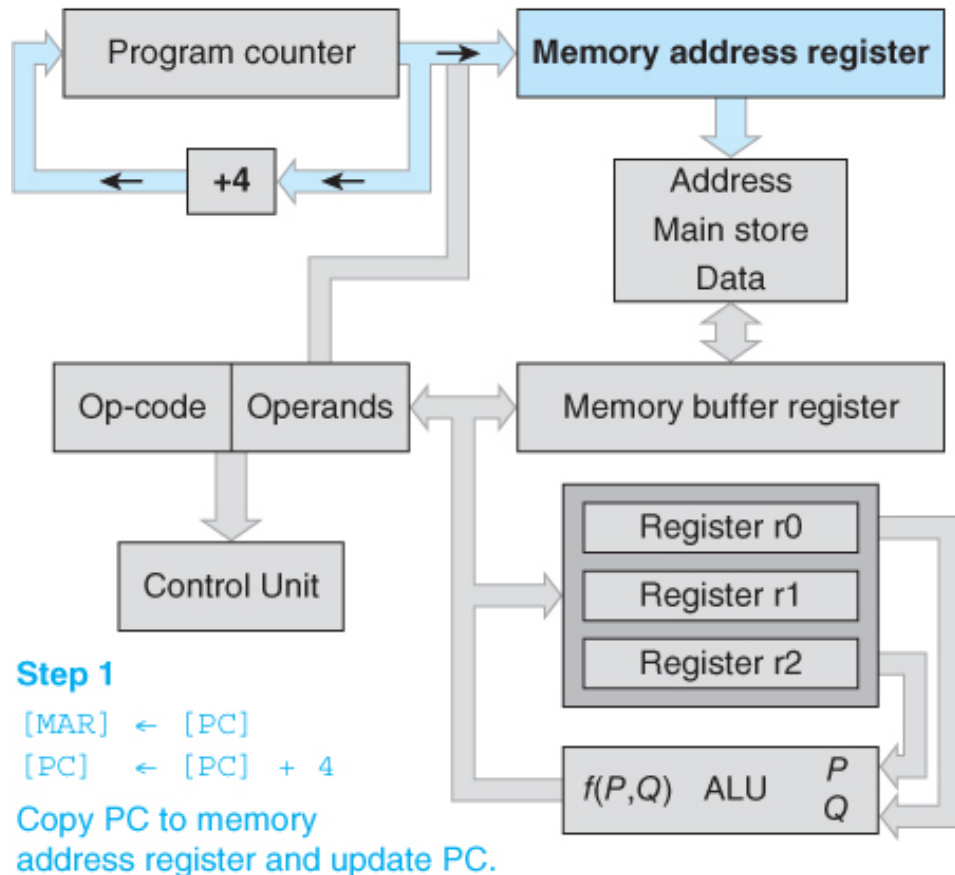 Program counter
Memory address register
+4
Address
Main store
Data
Op-code
Operands
Memory buffer register
Control Unit
Register r0
Register r1
Register r2
Step 1
[MAR] ← [PC]
[PC] ← [PC] + 4
Copy PC to memory
address register and update PC.
f(P,Q) ALU P
Q